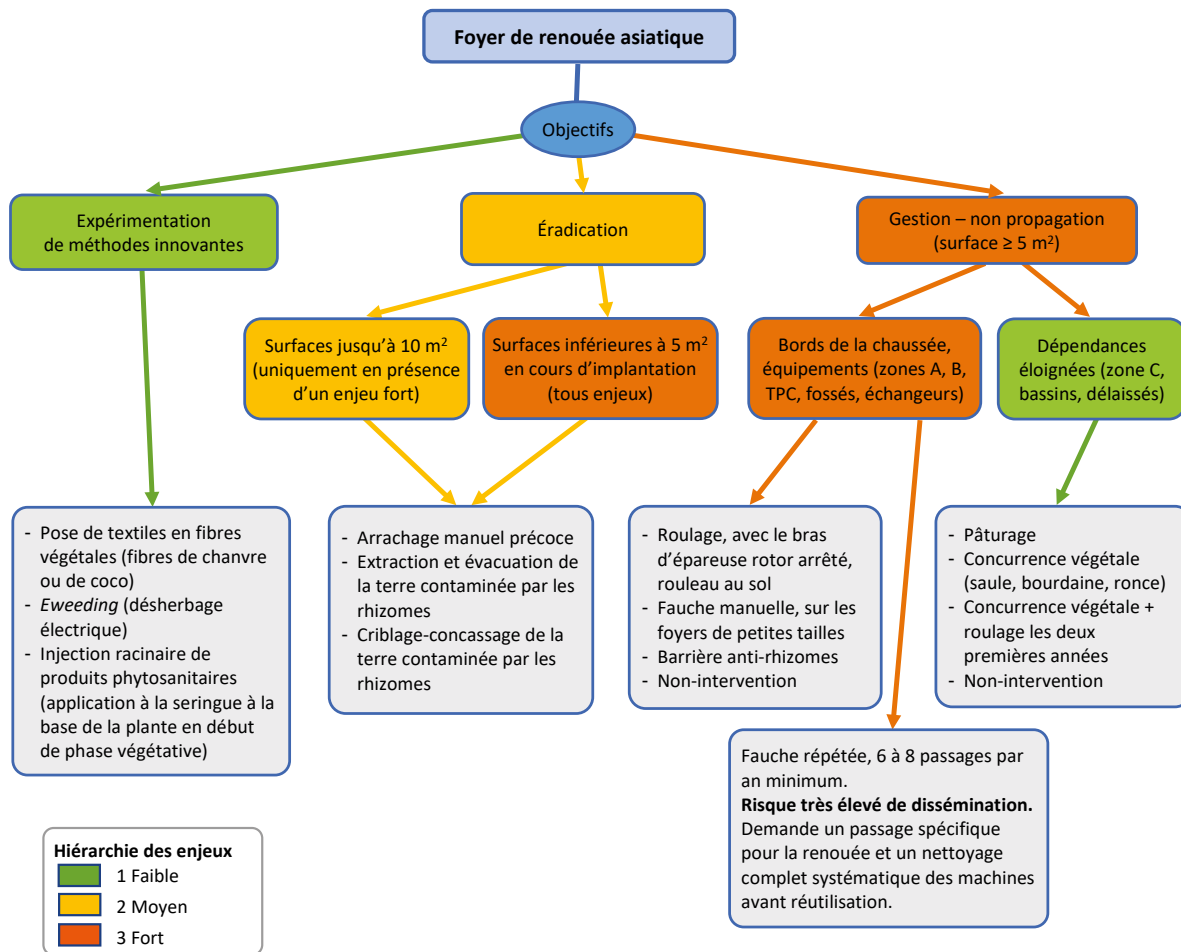 Foyer de renouée asiatique
Objectifs
Expérimentation
de méthodes innovantes
Éradication
Gestion – non propagation
(surface ≥ 5 m²)
Surfaces jusqu'à 10 m²
(uniquement en présence
d'un enjeu fort)
Surfaces inférieures à 5 m²
en cours d'implantation
(tous enjeux)
Bords de la chaussée,
équipements (zones A, B,
TPC, fossés, échangeurs)
Dépendances
éloignées (zone C,
bassins, délaissés)
- Pose de textiles en fibres
végétales (fibres de chanvre
ou de coco)
- Eweeding (désherbage
électrique)
- Injection racinaire de
produits phytosanitaires
(application à la seringue à la
base de la plante en début
de phase végétative)
- Arrachage manuel précoce
- Extraction et évacuation de
la terre contaminée par les
rhizomes
- Criblage-concassage de la
terre contaminée par les
rhizomes
- Roulage, avec le bras
d'épareuse rotor arrêté,
rouleau au sol
- Fauche manuelle, sur les
foyers de petites tailles
- Barrière anti-rhizomes
- Non-intervention
- Pâturage
- Concurrence végétale
(saule, bourdaine, ronce)
- Concurrence végétale +
roulage les deux
premières années
- Non-intervention
Fauche répétée, 6 à 8 passages par
an minimum.
Risque très élevé de dissémination.
Demande un passage spécifique
pour la renouée et un nettoyage
complet systématique des machines
avant réutilisation.
Hiérarchie des enjeux
1 Faible
2 Moyen
3 Fort